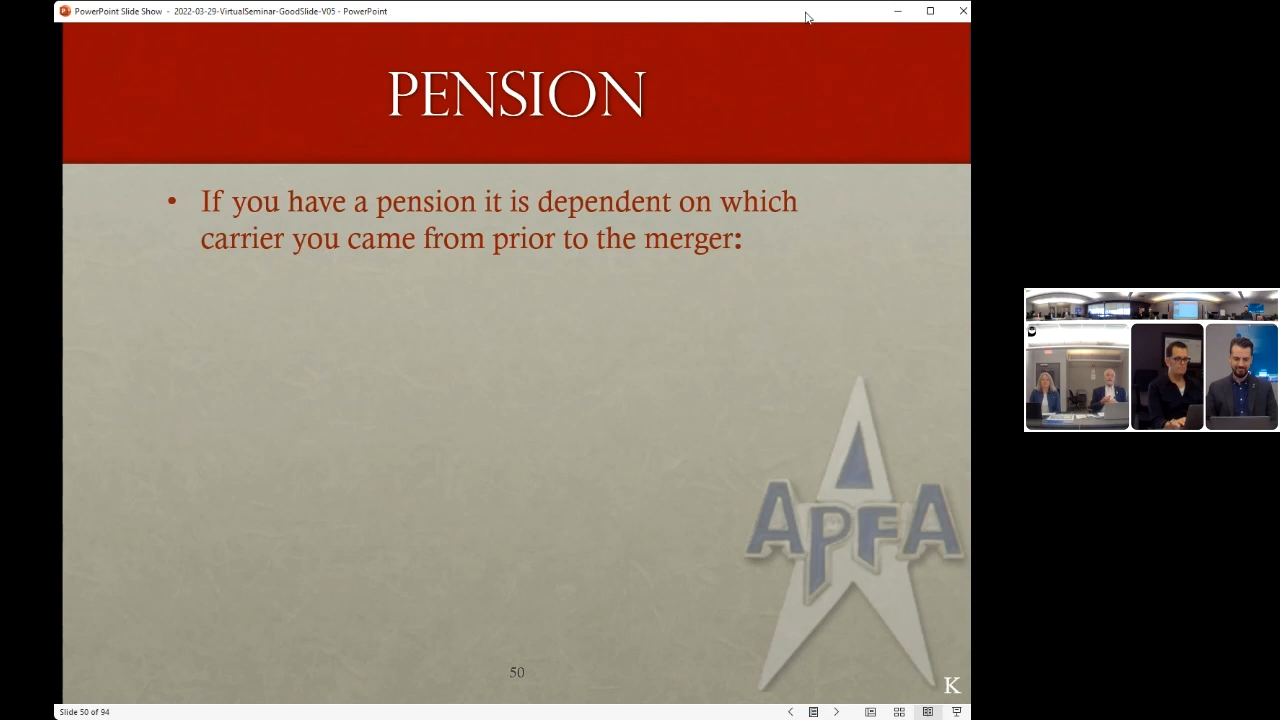 PowerPoint Slide Show - 2022-03-29-VirtualSeminar-GoodSlide-V05 - PowerPoint
PENSION
• If you have a pension it is dependent on which
carrier you came from prior to the merger:
APFA
50
K
Slide 50 of 94